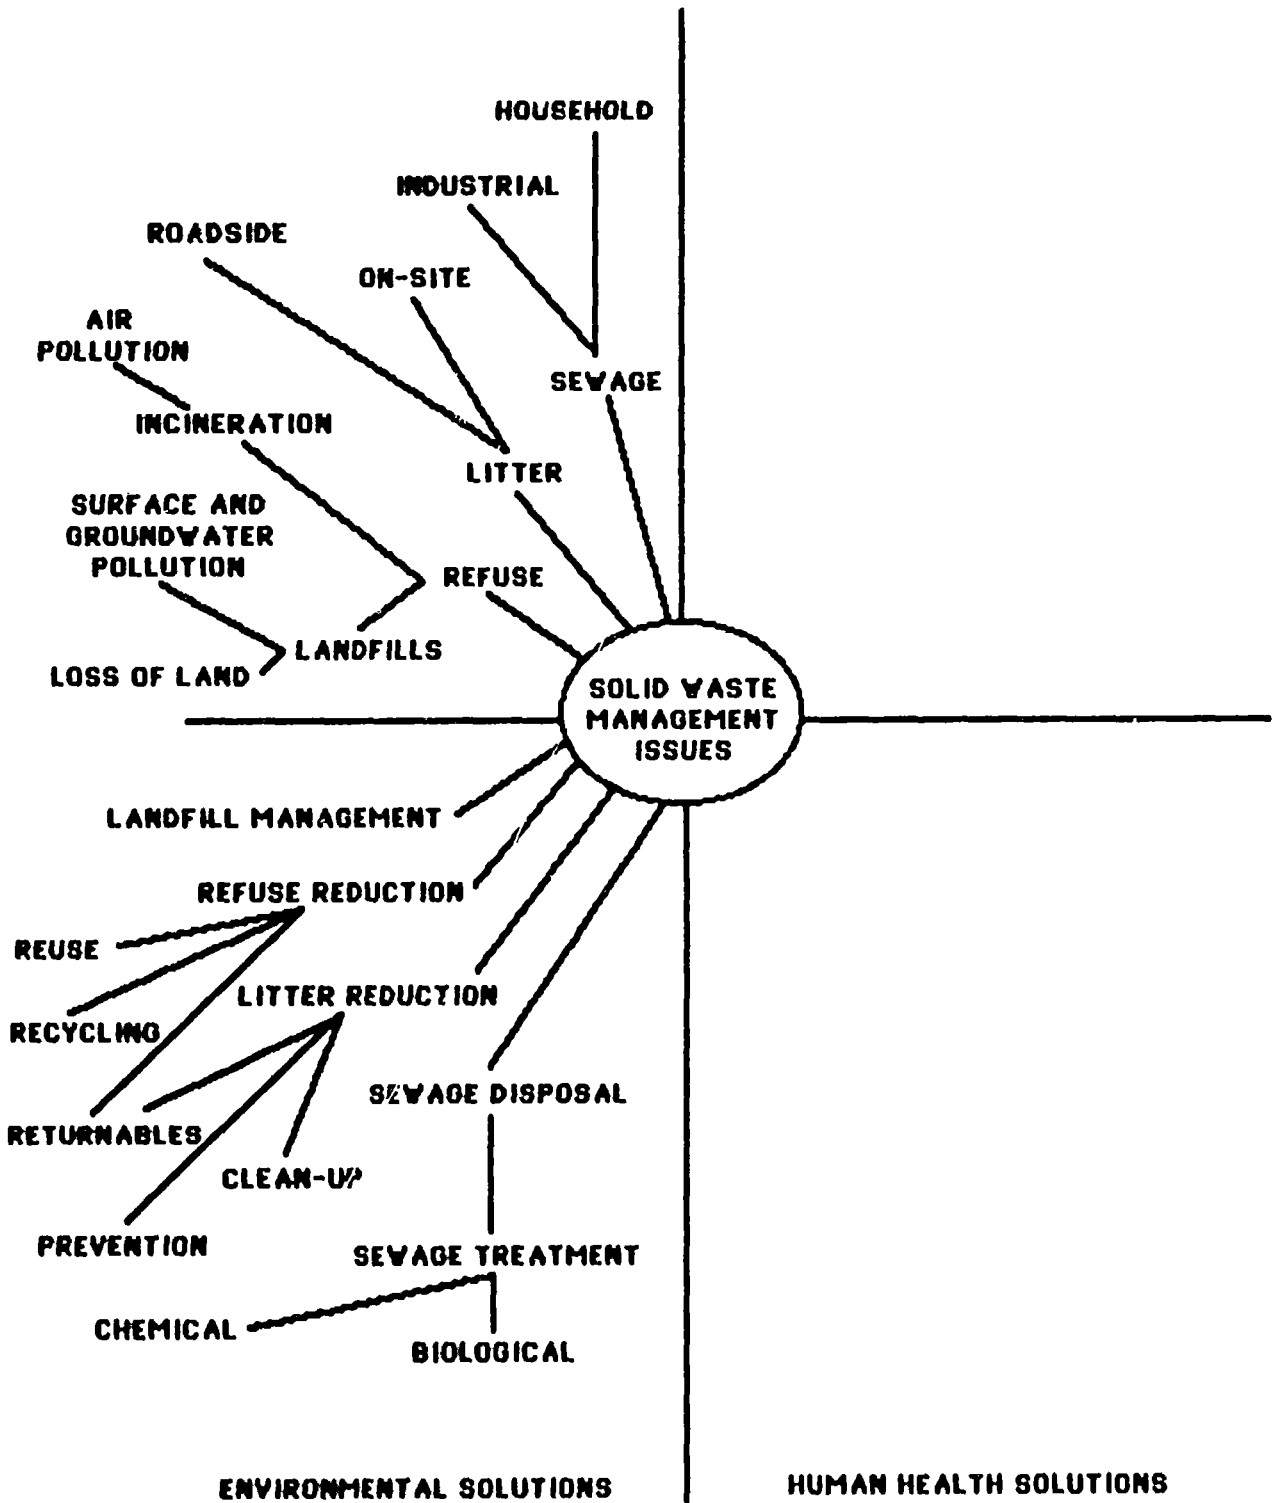 HOUSEHOLD
INDUSTRIAL
ROADSIDE
ON-SITE
AIR
POLLUTION
SEWAGE
INCINERATION
LITTER
SURFACE AND
GROUNDWATER
POLLUTION
REFUSE
LANDFILLS
LOSS OF LAND
SOLID WASTE
MANAGEMENT
ISSUES
LANDFILL MANAGEMENT
REFUSE REDUCTION
REUSE
LITTER REDUCTION
RECYCLING
SEWAGE DISPOSAL
RETURNABLES
CLEAN-UP
PREVENTION
SEWAGE TREATMENT
CHEMICAL
BIOLOGICAL
ENVIRONMENTAL SOLUTIONS
HUMAN HEALTH SOLUTIONS